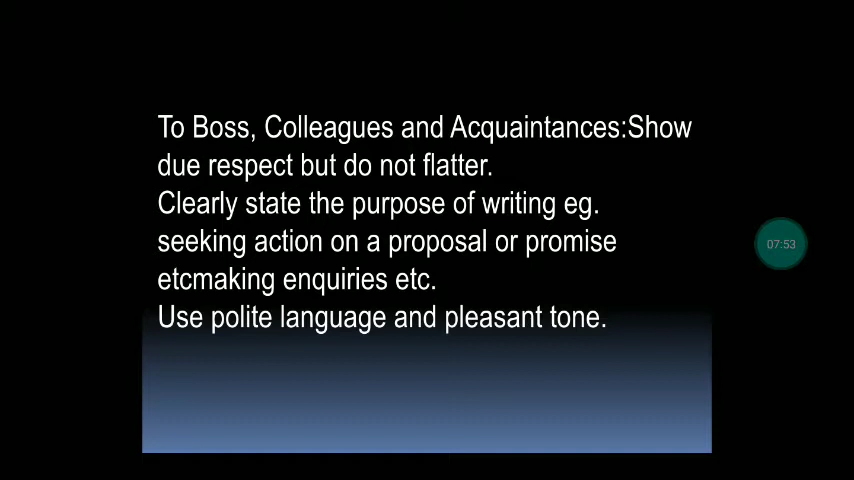 To Boss, Colleagues and Acquaintances:Show
due respect but do not flatter.
Clearly state the purpose of writing eg.
seeking action on a proposal or promise
etcmaking enquiries etc.
Use polite language and pleasant tone.
07:53